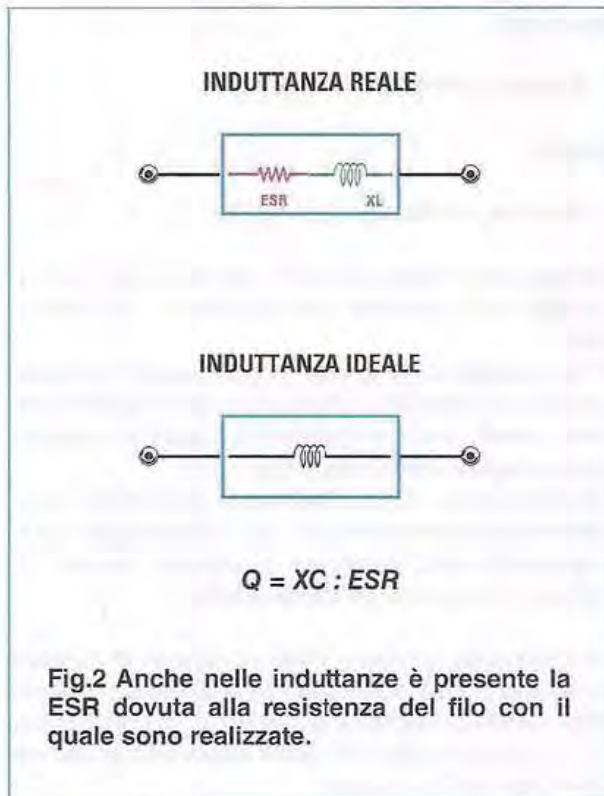 INDUTTANZA REALE
ESR XL
INDUTTANZA IDEALE
Q = XC : ESR
Fig.2 Anche nelle induttanze è presente la
ESR dovuta alla resistenza del filo con il
quale sono realizzate.